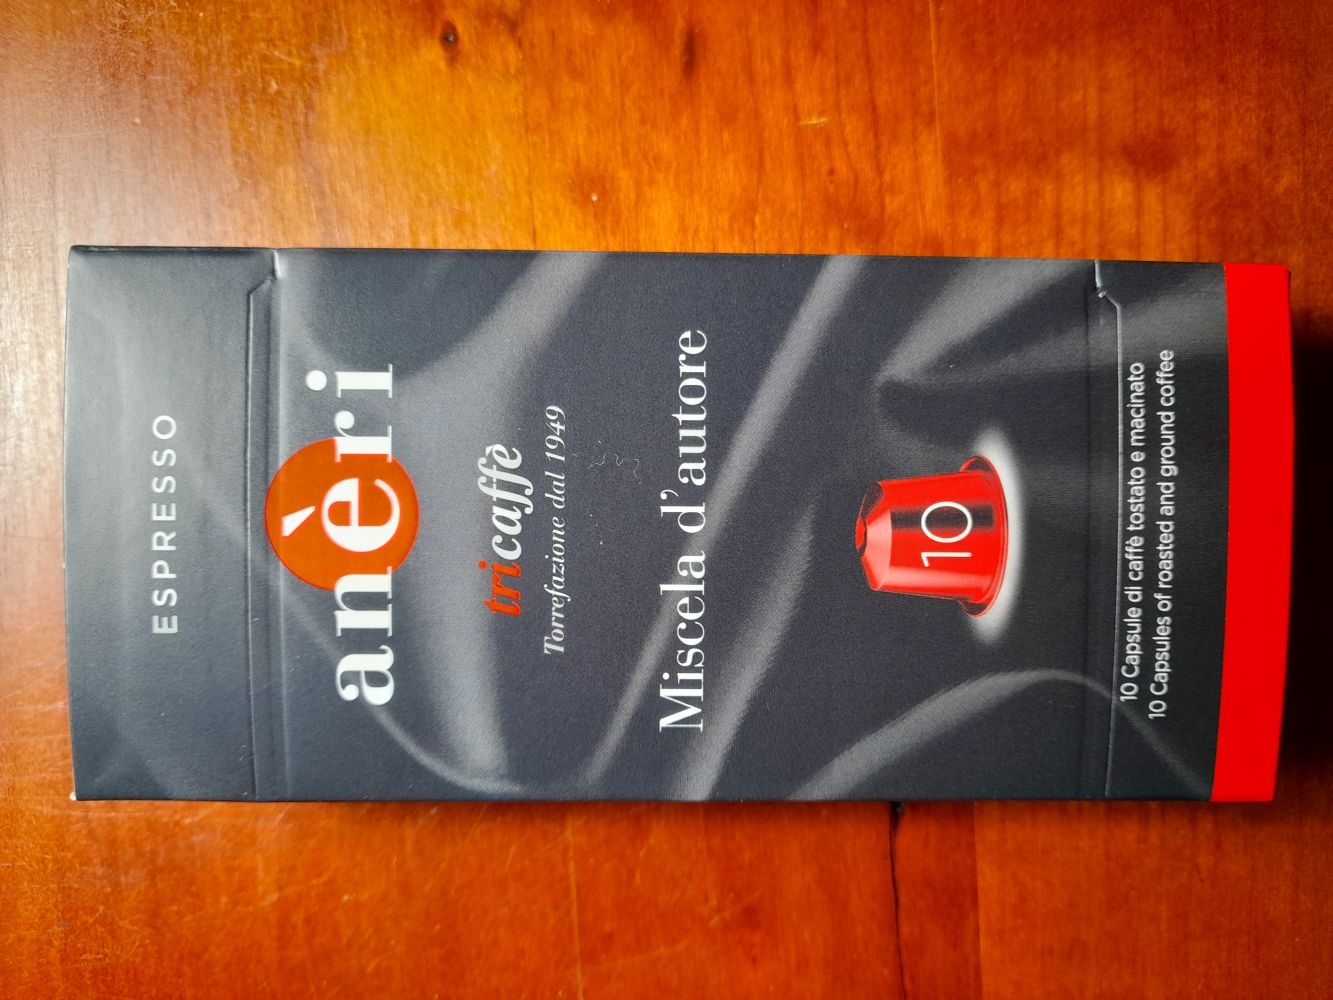 ESPRESSO
anèri
tricaffè
Torrefazione dal 1949
Miscela d'autore
10
10 Capsule di caffè tostato e macinato
10 Capsules of roasted and ground coffee